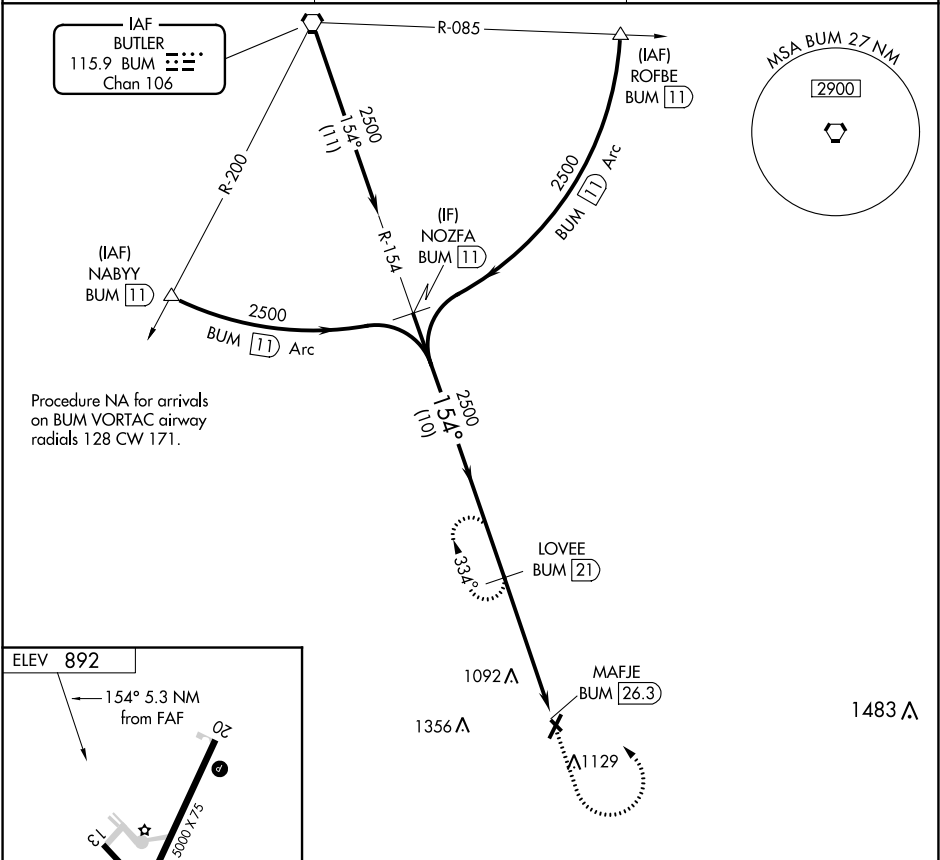 IAF
BUTLER
115.9 BUM
Chan 106
R-085
(IAF)
ROFBE
BUM 11
MSA BUM 27 NM
2900
2500
154°
(11)
R-200
2500
BUM 11 Arc
(IF)
NOZFA
BUM 11
R-154
(IAF)
NABYY
BUM 11
2500
BUM 11 Arc
Procedure NA for arrivals
on BUM VORTAC airway
radials 128 CW 171.
2500
154°
(10)
334°
LOVEE
BUM 21
1092
MAFJE
BUM 26.3
1356
1483
1129
ELEV 892
154° 5.3 NM
from FAF
20
P
5000 X 75
13